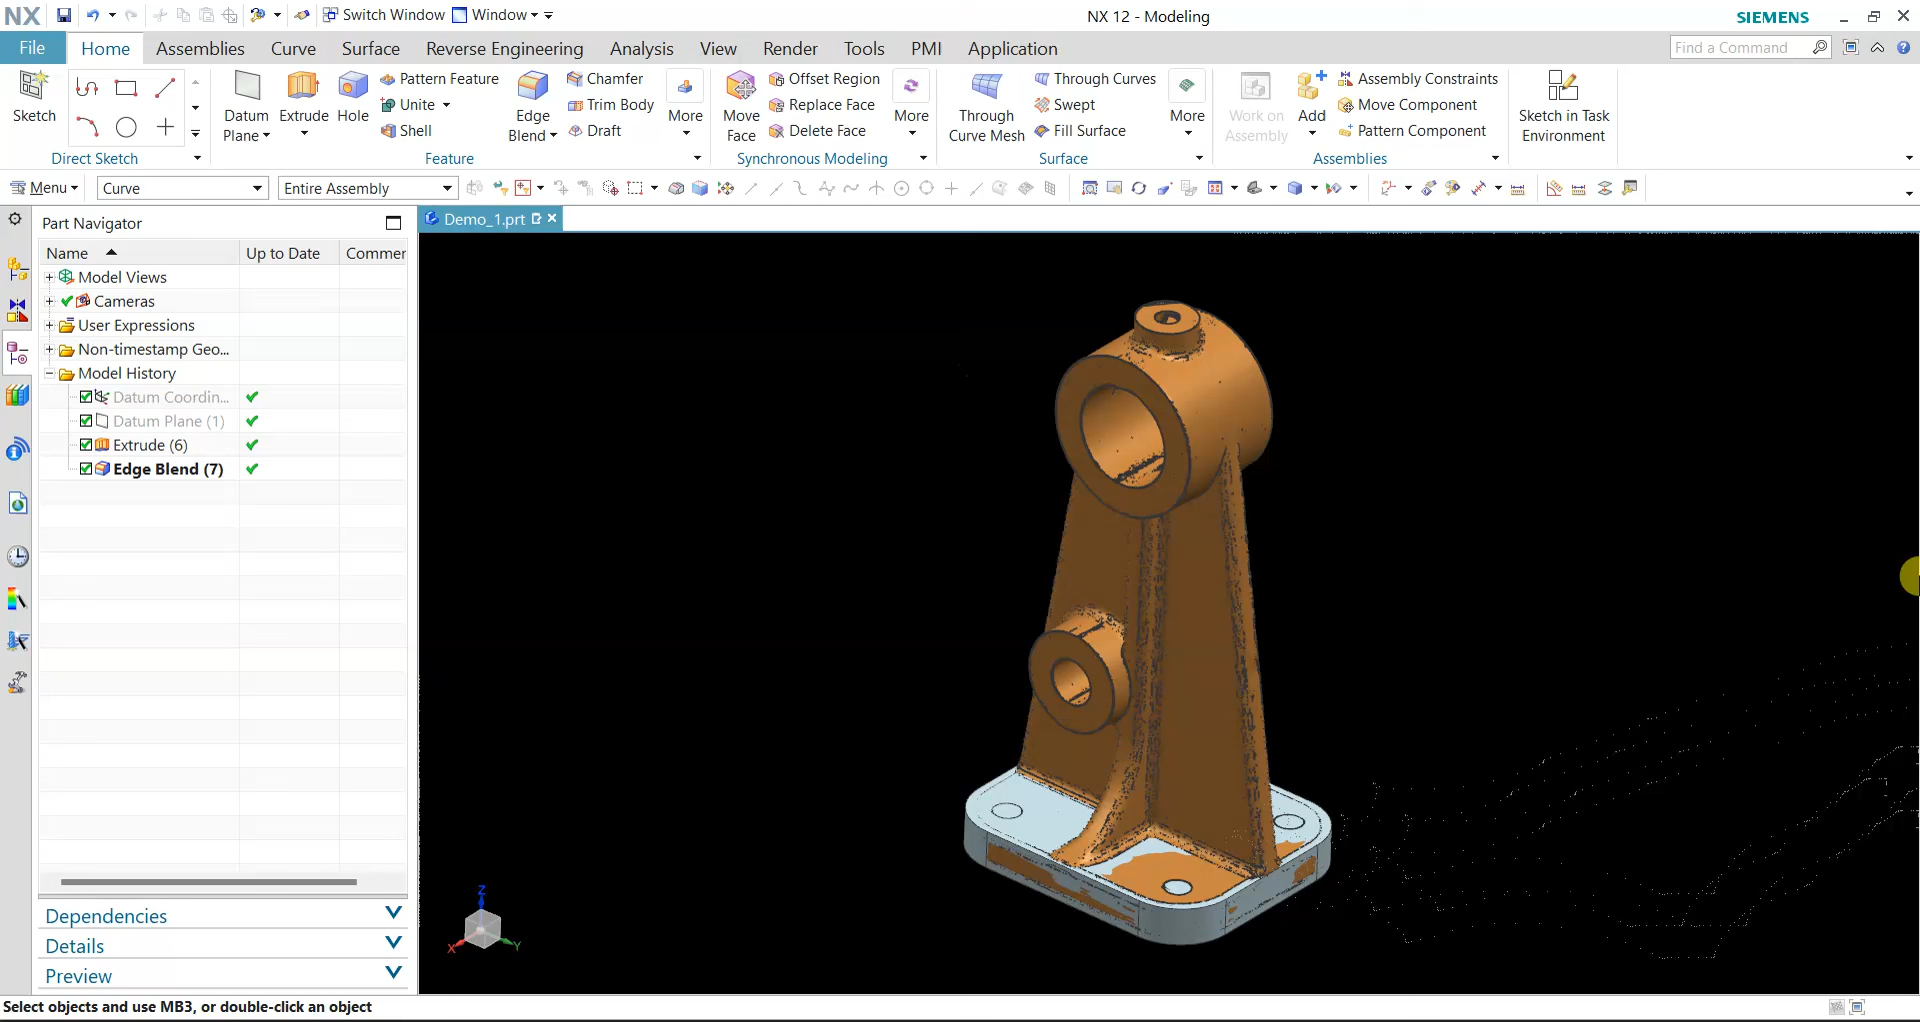 NX
Switch Window
Window
NX 12 - Modeling
SIEMENS
File
Home
Assemblies
Curve
Surface
Reverse Engineering
Analysis
View
Render
Tools
PMI
Application
Find a Command
Sketch
Direct Sketch
Datum
Plane
Extrude
Hole
Pattern Feature
Unite
Shell
Edge
Blend
Chamfer
Trim Body
Draft
More
Feature
Move
Face
Offset Region
Replace Face
Delete Face
More
Synchronous Modeling
Through
Curve Mesh
Through Curves
Swept
Fill Surface
More
Surface
Work on
Assembly
Add
Assembly Constraints
Move Component
Pattern Component
Assemblies
Sketch in Task
Environment
Menu
Curve
Entire Assembly
Part Navigator
Demo_1.prt
Name
Up to Date
Commer
Model Views
Cameras
User Expressions
Non-timestamp Geo...
Model History
Datum Coordin...
Datum Plane (1)
Extrude (6)
Edge Blend (7)
Dependencies
Details
Preview
Z
X
Y
Select objects and use MB3, or double-click an object